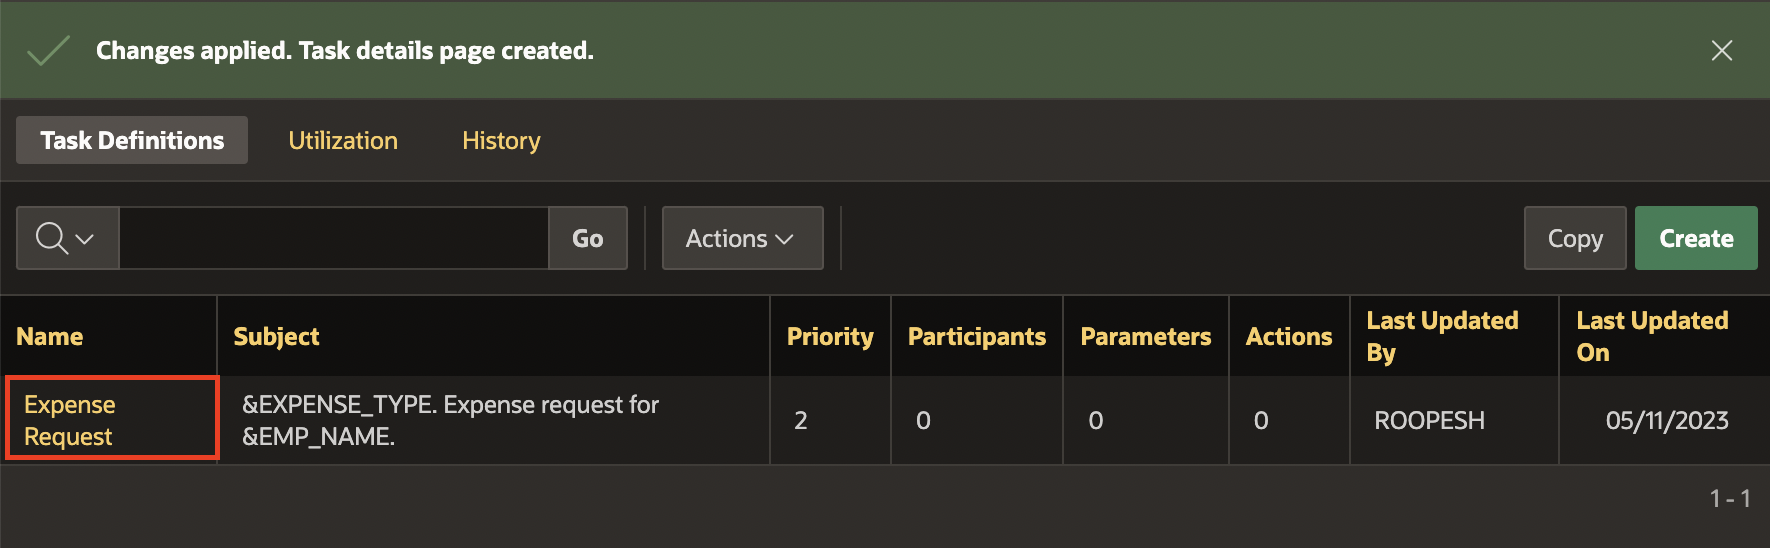 Changes applied. Task details page created.
Task Definitions Utilization History
Go Actions Copy Create
Name Subject Priority Participants Parameters Actions Last Updated By Last Updated On
Expense Request &EXPENSE_TYPE. Expense request for &EMP_NAME. 2 0 0 0 ROOPESH 05/11/2023
1 - 1